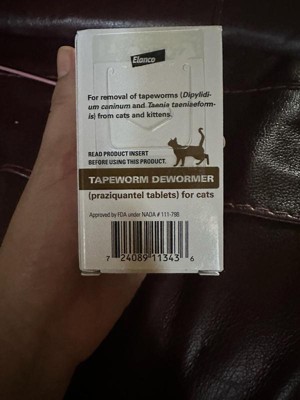 Elanco
For removal of tapeworms (Dipylidi-
um caninum and Taenia taeniaeform-
is) from cats and kittens.
READ PRODUCT INSERT
BEFORE USING THIS PRODUCT.
TAPEWORM DEWORMER
(praziquantel tablets) for cats
Approved by FDA under NADA # 111-798
7 24089 11343 6